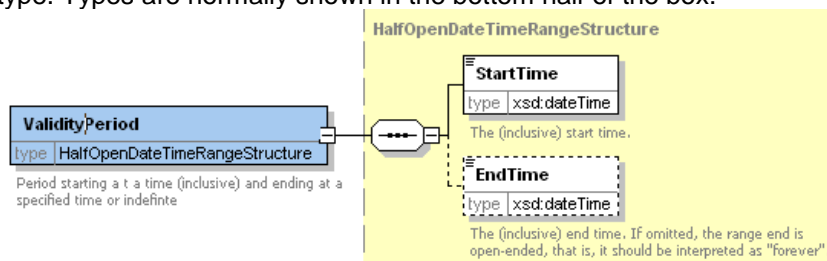 type. Types are normally shown in the bottom half of the box.
HalfOpenDateTimeRangeStructure
StartTime
type xsd:dateTime
The (inclusive) start time.
ValidityPeriod
type HalfOpenDateTimeRangeStructure
Period starting a t a time (inclusive) and ending at a
specified time or indefinte
EndTime
type xsd:dateTime
The (inclusive) end time. If omitted, the range end is
open-ended, that is, it should be interpreted as "forever"